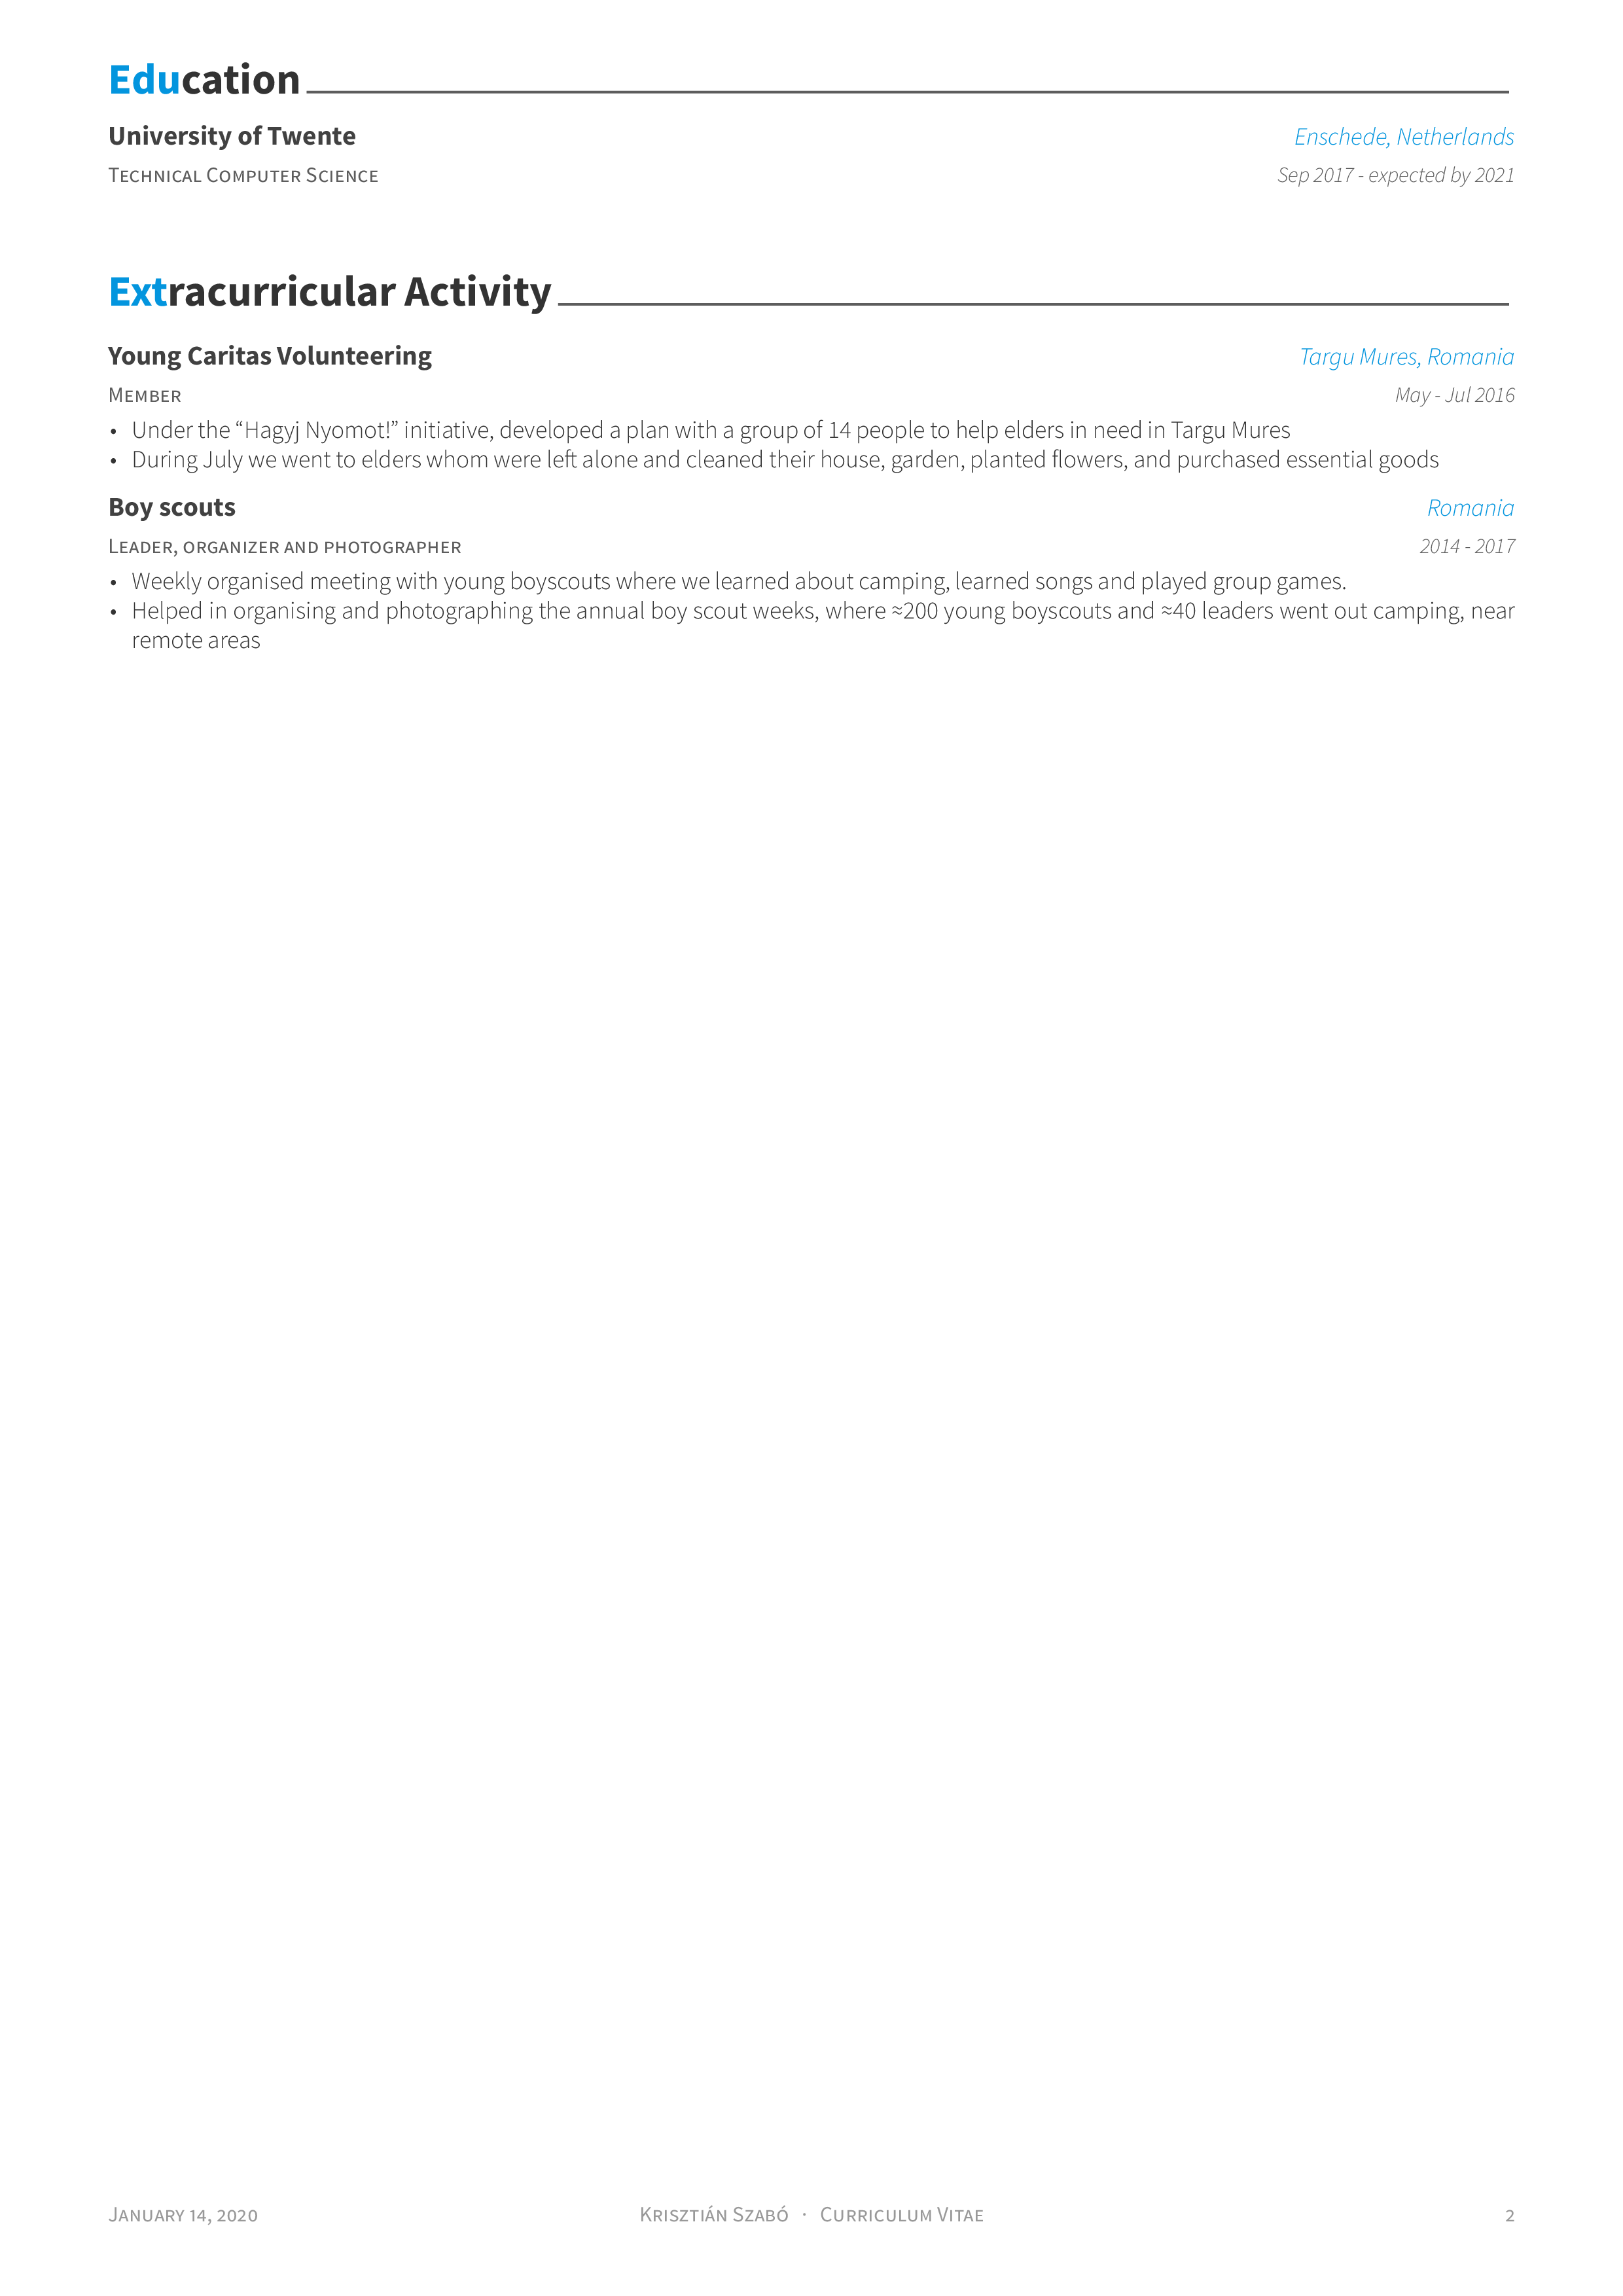 Education
University of Twente Enschede, Netherlands
Technical Computer Science Sep 2017 - expected by 2021
Extracurricular Activity
Young Caritas Volunteering Targu Mures, Romania
Member May - Jul 2016
• Under the “Hagyj Nyomot!” initiative, developed a plan with a group of 14 people to help elders in need in Targu Mures
• During July we went to elders whom were left alone and cleaned their house, garden, planted flowers, and purchased essential goods
Boy scouts Romania
Leader, organizer and photographer 2014 - 2017
• Weekly organised meeting with young boyscouts where we learned about camping, learned songs and played group games.
• Helped in organising and photographing the annual boy scout weeks, where ≈200 young boyscouts and ≈40 leaders went out camping, near
remote areas
January 14, 2020 Krisztián Szabó · Curriculum Vitae 2